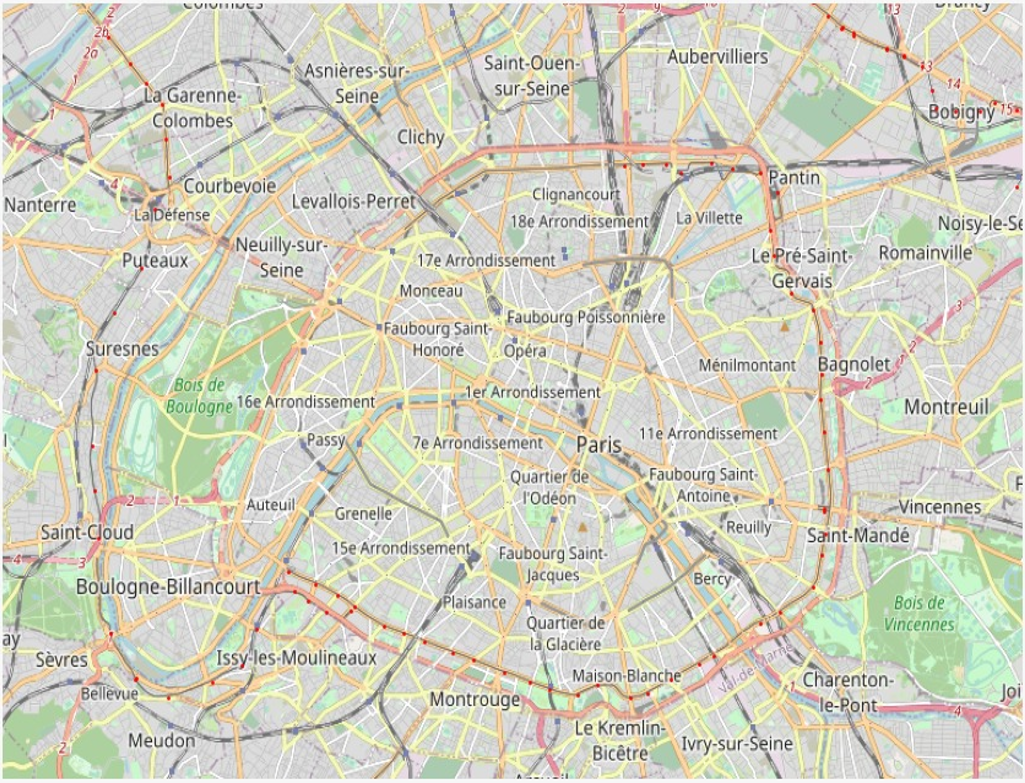 Colombes
Drancy
2
9
13
2b
2a
Asnières-sur-
Seine
Saint-Ouen-
sur-Seine
Aubervilliers
13
1
1
La Garenne-
Colombes
14
Bobigny
15
Clichy
4
Courbevoie
Pantin
Nanterre
La Défense
Levallois-Perret
Clignancourt
18e Arrondissement
La Villette
Noisy-le-Se
Puteaux
Neuilly-sur-
Seine
17e Arrondissement
Le Pré-Saint-
Gervais
Romainville
Monceau
3
Faubourg Poissonnière
Faubourg Saint-
Honoré
Opéra
Suresnes
Ménilmontant
Bagnolet
2
Bois de
Boulogne
16e Arrondissement
1er Arrondissement
Montreuil
Passy
7e Arrondissement
Paris
11e Arrondissement
Quartier de
l'Odéon
Faubourg Saint-
Antoine
2
1
Auteuil
Grenelle
Reuilly
Vincennes
Saint-Cloud
Saint-Mandé
4
3
15e Arrondissement
Faubourg Saint-
Jacques
Boulogne-Billancourt
Bercy
Plaisance
Bois de
Vincennes
Quartier de
la Glacière
ay
Sèvres
Issy-les-Moulineaux
Maison-Blanche
Val-de-Marne
Bellevue
Montrouge
1
Charenton-
le-Pont
Joi
4
Meudon
2
Le Kremlin-
Bicêtre
Ivry-sur-Seine